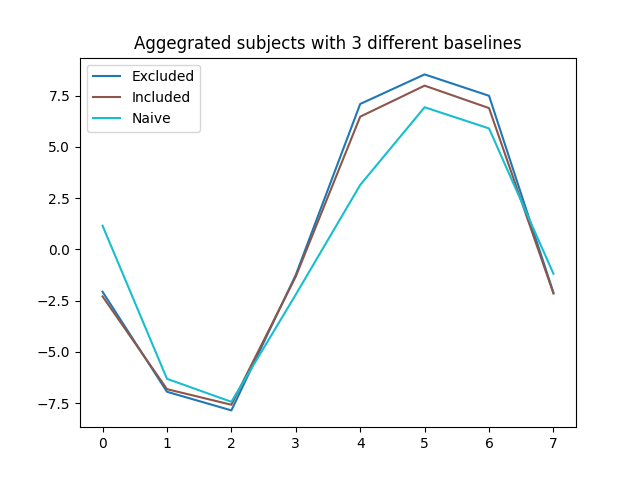 Aggegrated subjects with 3 different baselines
Excluded
Included
Naive
7.5
5.0
2.5
0.0
−2.5
−5.0
−7.5
0 1 2 3 4 5 6 7